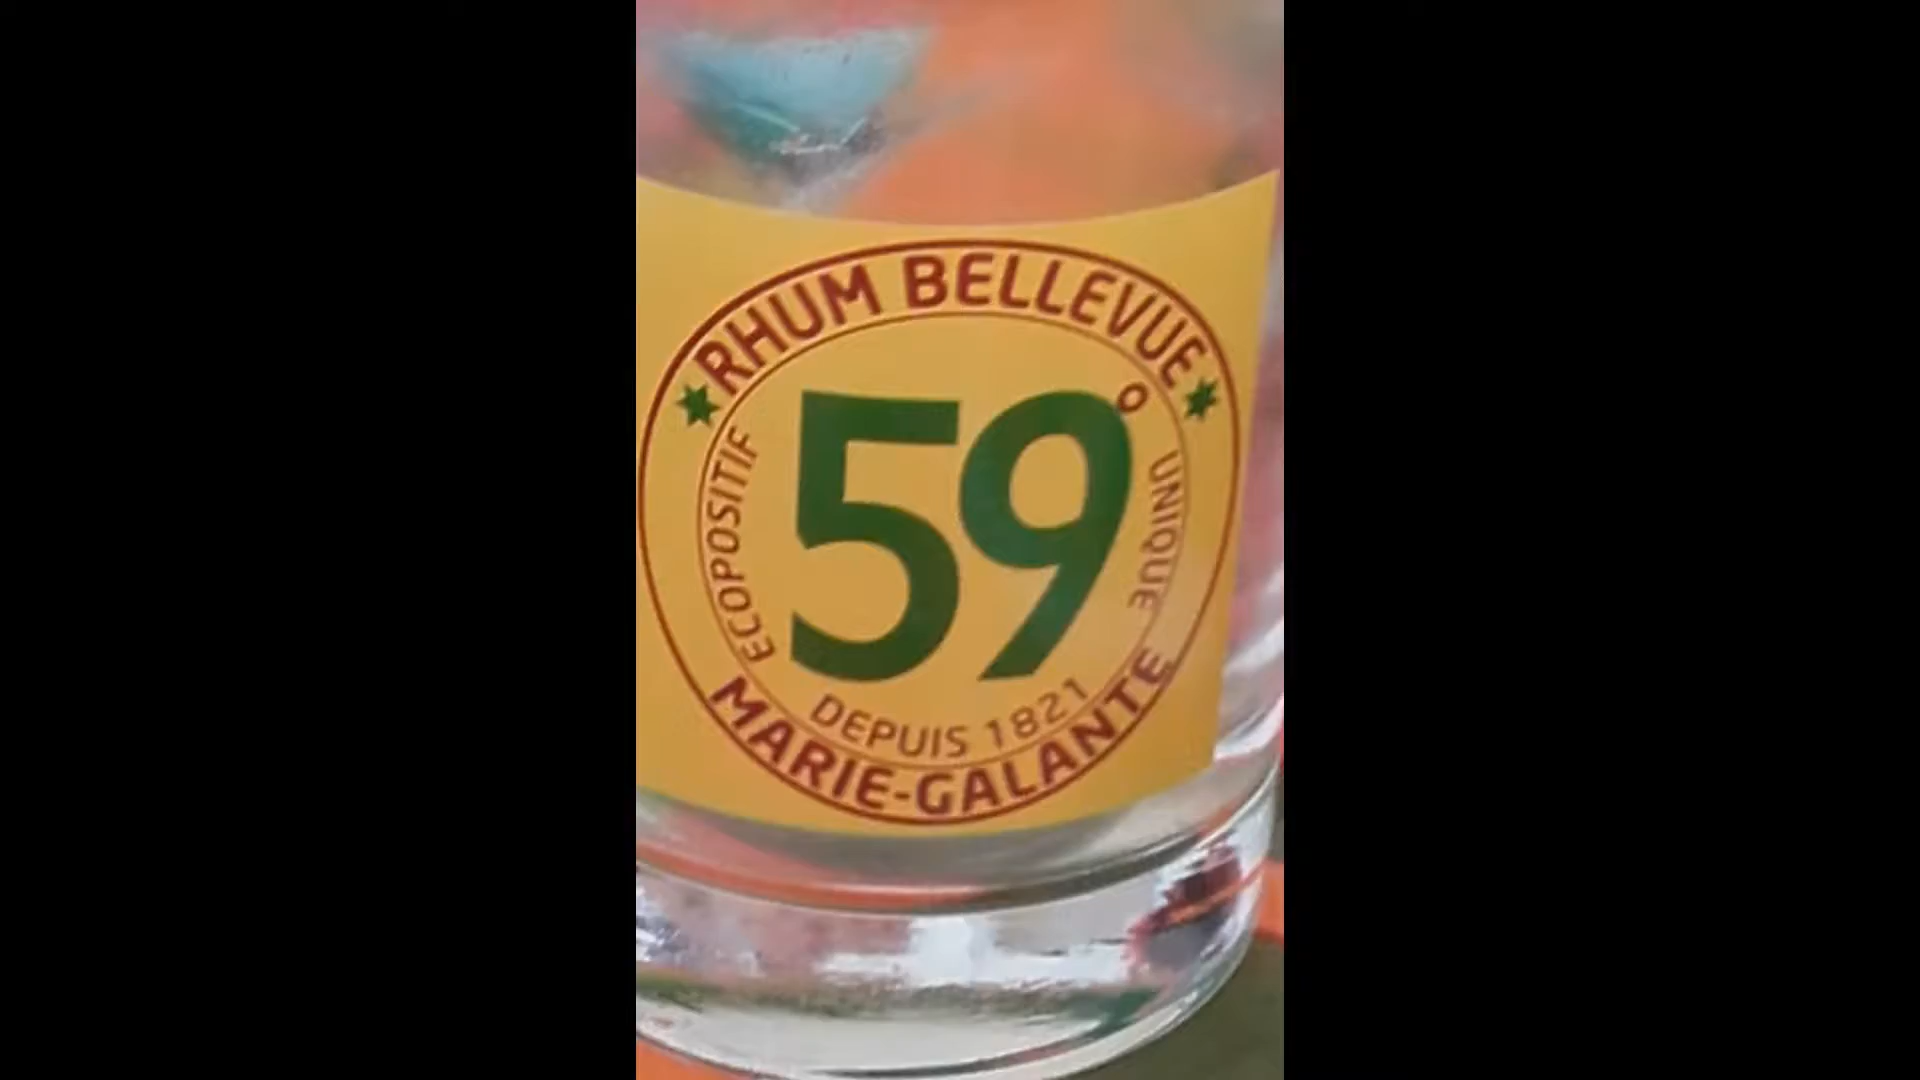 RHUM BELLEVUE
ECOPOSITIF
59°
UNIQUE
DEPUIS 1821
MARIE-GALANTE